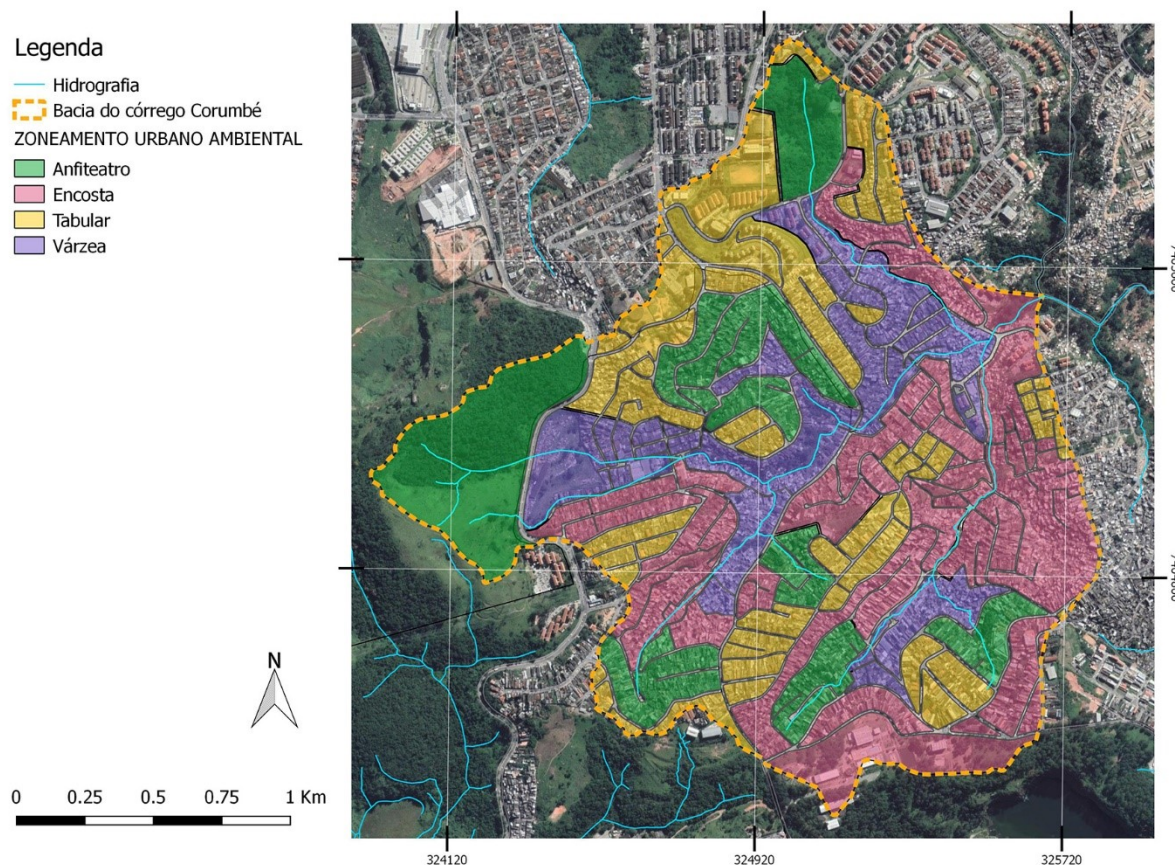 Legenda
Hidrografia
Bacia do córrego Corumbé
ZONEAMENTO URBANO AMBIENTAL
Anfiteatro
Encosta
Tabular
Várzea
N
0 0.25 0.5 0.75 1 Km
324120 324920 325720